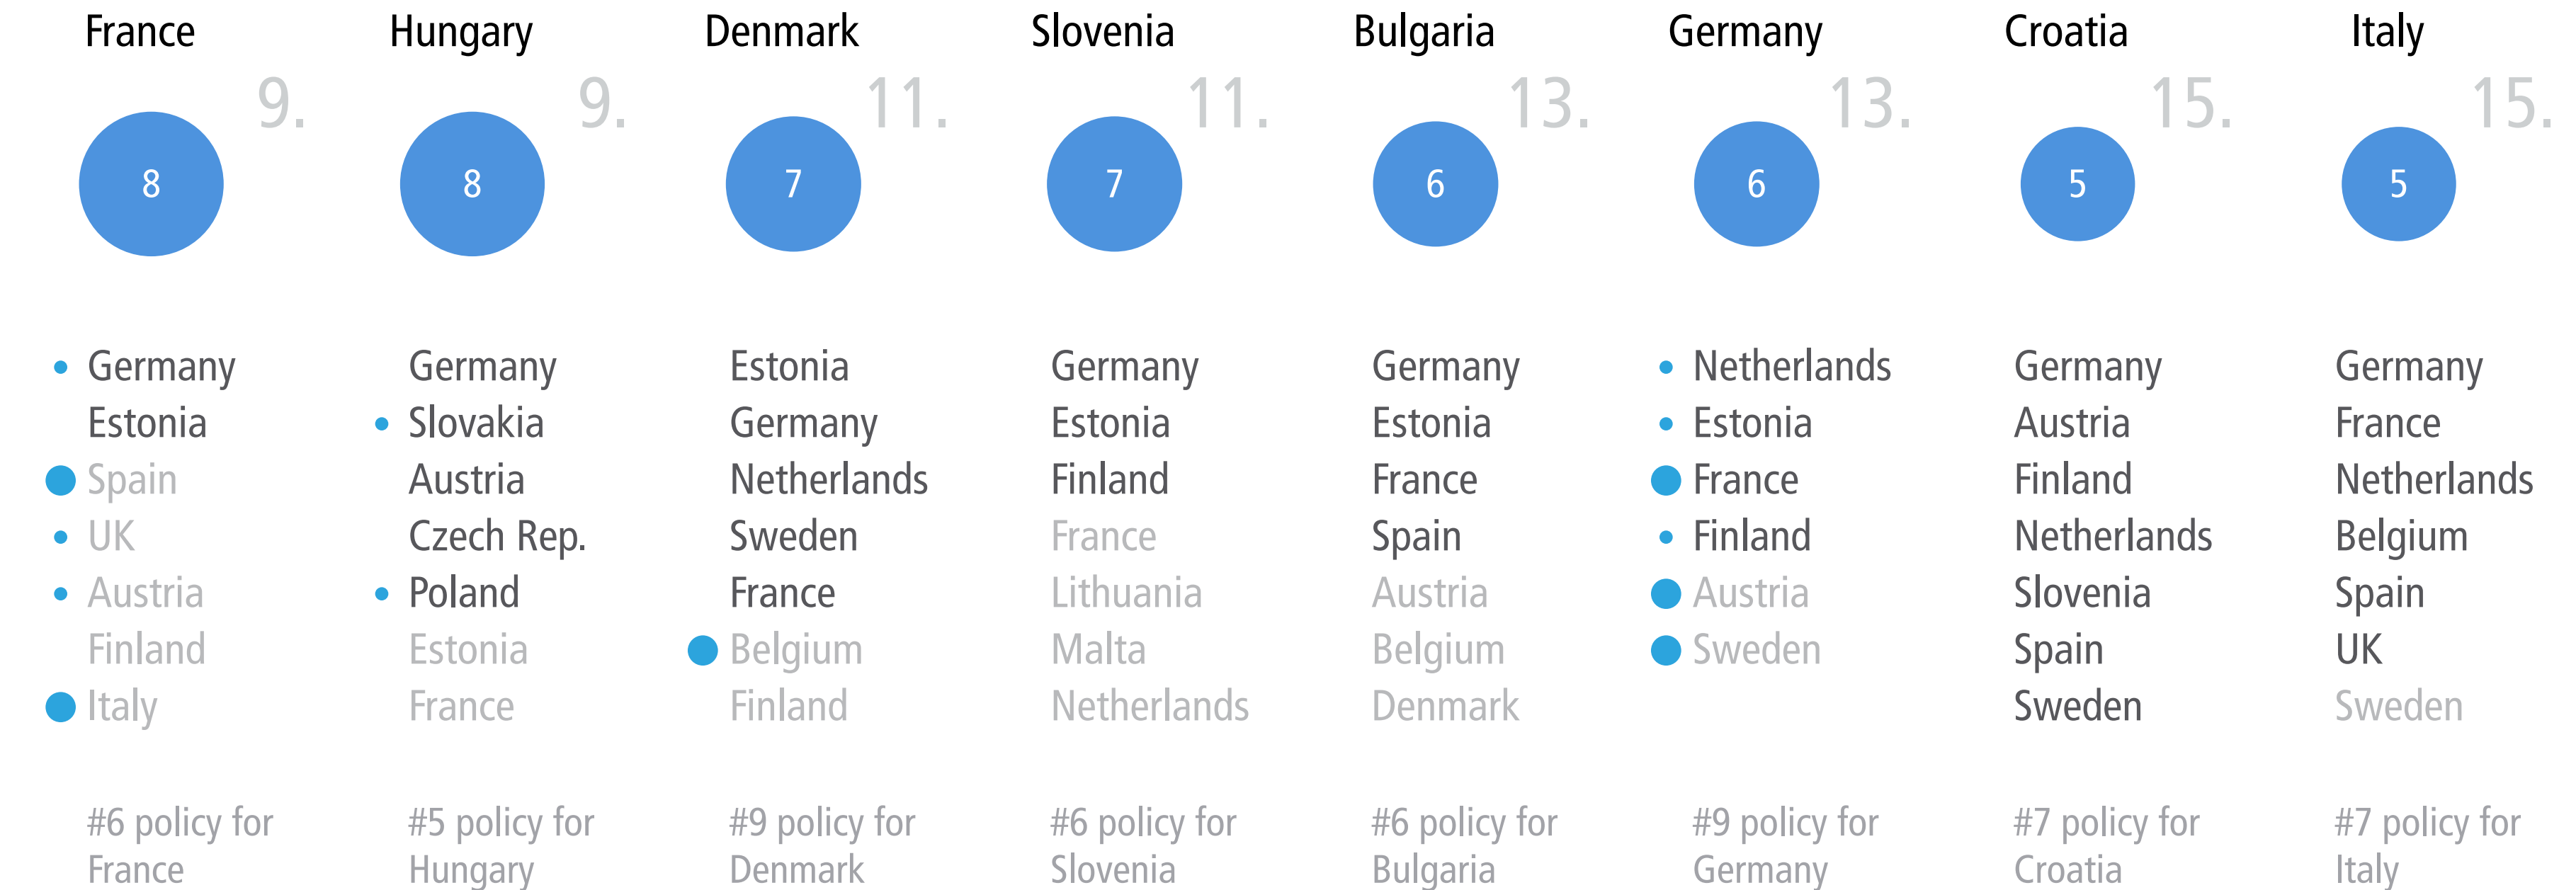 France Hungary Denmark Slovenia Bulgaria Germany Croatia Italy
9. 9. 11. 11. 13. 13. 15. 15.
8 8 7 7 6 6 5 5
Germany Germany Estonia Germany Germany Netherlands Germany Germany
Estonia Slovakia Germany Estonia Estonia Estonia Austria France
Spain Austria Netherlands Finland France France Finland Netherlands
UK Czech Rep. Sweden France Spain Finland Netherlands Belgium
Austria Poland France Lithuania Austria Austria Slovenia Spain
Finland Estonia Belgium Malta Belgium Sweden Spain UK
Italy France Finland Netherlands Denmark Sweden Sweden
#6 policy for #5 policy for #9 policy for #6 policy for #6 policy for #9 policy for #7 policy for #7 policy for
France Hungary Denmark Slovenia Bulgaria Germany Croatia Italy